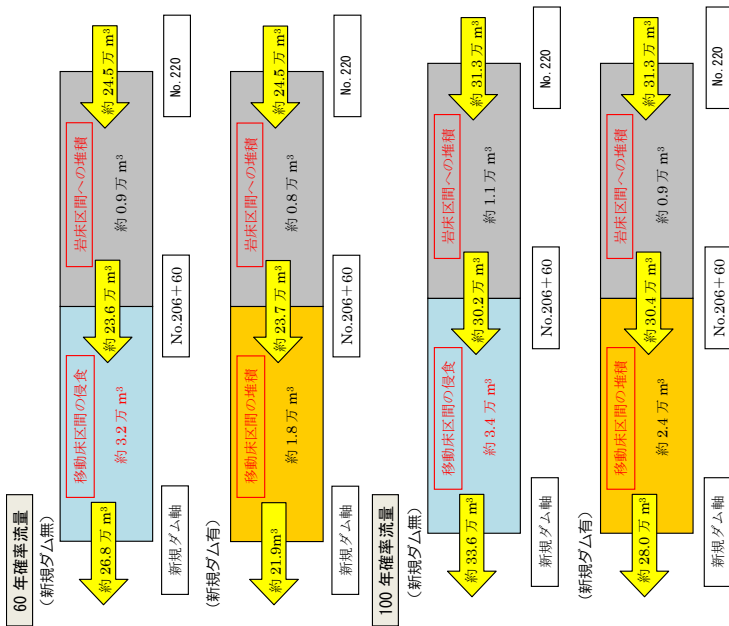 60 年確率流量
（新規ダム無）
約 26.8 万 m³
移動床区間の侵食
約 3.2 万 m³
約 23.6 万 m³
岩床区間への堆積
約 0.9 万 m³
約 24.5 万 m³
新規ダム軸
No.206＋60
No. 220
（新規ダム有）
約 21.9m³
移動床区間の堆積
約 1.8 万 m³
約 23.7 万 m³
岩床区間への堆積
約 0.8 万 m³
約 24.5 万 m³
新規ダム軸
No.206＋60
No. 220
100 年確率流量
（新規ダム無）
約 33.6 万 m³
移動床区間の侵食
約 3.4 万 m³
約 30.2 万 m³
岩床区間への堆積
約 1.1 万 m³
約 31.3 万 m³
新規ダム軸
No.206＋60
No. 220
（新規ダム有）
約 28.0 万 m³
移動床区間の堆積
約 2.4 万 m³
約 30.4 万 m³
岩床区間への堆積
約 0.9 万 m³
約 31.3 万 m³
新規ダム軸
No.206＋60
No. 220